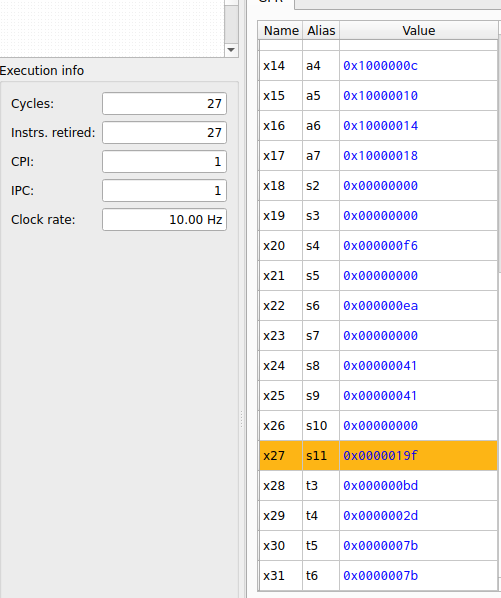 GPR
Execution info
Cycles: 27
Instrs. retired: 27
CPI: 1
IPC: 1
Clock rate: 10.00 Hz
Name Alias Value
x14 a4 0x1000000c
x15 a5 0x10000010
x16 a6 0x10000014
x17 a7 0x10000018
x18 s2 0x00000000
x19 s3 0x00000000
x20 s4 0x000000f6
x21 s5 0x00000000
x22 s6 0x000000ea
x23 s7 0x00000000
x24 s8 0x00000041
x25 s9 0x00000041
x26 s10 0x00000000
x27 s11 0x0000019f
x28 t3 0x000000bd
x29 t4 0x0000002d
x30 t5 0x0000007b
x31 t6 0x0000007b